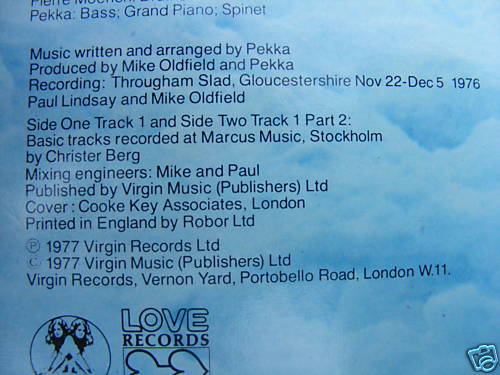 Pekka: Bass; Grand Piano; Spinet
Music written and arranged by Pekka
Produced by Mike Oldfield and Pekka
Recording: Througham Slad, Gloucestershire Nov 22-Dec 5 1976
Paul Lindsay and Mike Oldfield
Side One Track 1 and Side Two Track 1 Part 2:
Basic tracks recorded at Marcus Music, Stockholm
by Christer Berg
Mixing engineers: Mike and Paul
Published by Virgin Music (Publishers) Ltd
Cover: Cooke Key Associates, London
Printed in England by Robor Ltd
℗ 1977 Virgin Records Ltd
© 1977 Virgin Music (Publishers) Ltd
Virgin Records, Vernon Yard, Portobello Road, London W.11.
LOVE
RECORDS